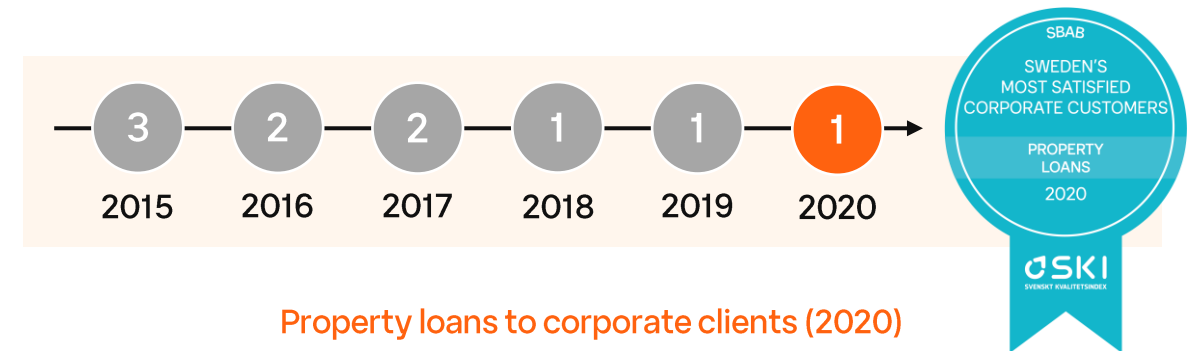 3 2 2 1 1 1
2015 2016 2017 2018 2019 2020
Property loans to corporate clients (2020)
SBAB
SWEDEN'S
MOST SATISFIED
CORPORATE CUSTOMERS
PROPERTY
LOANS
2020
SKI
SVENSKT KVALITETSINDEX